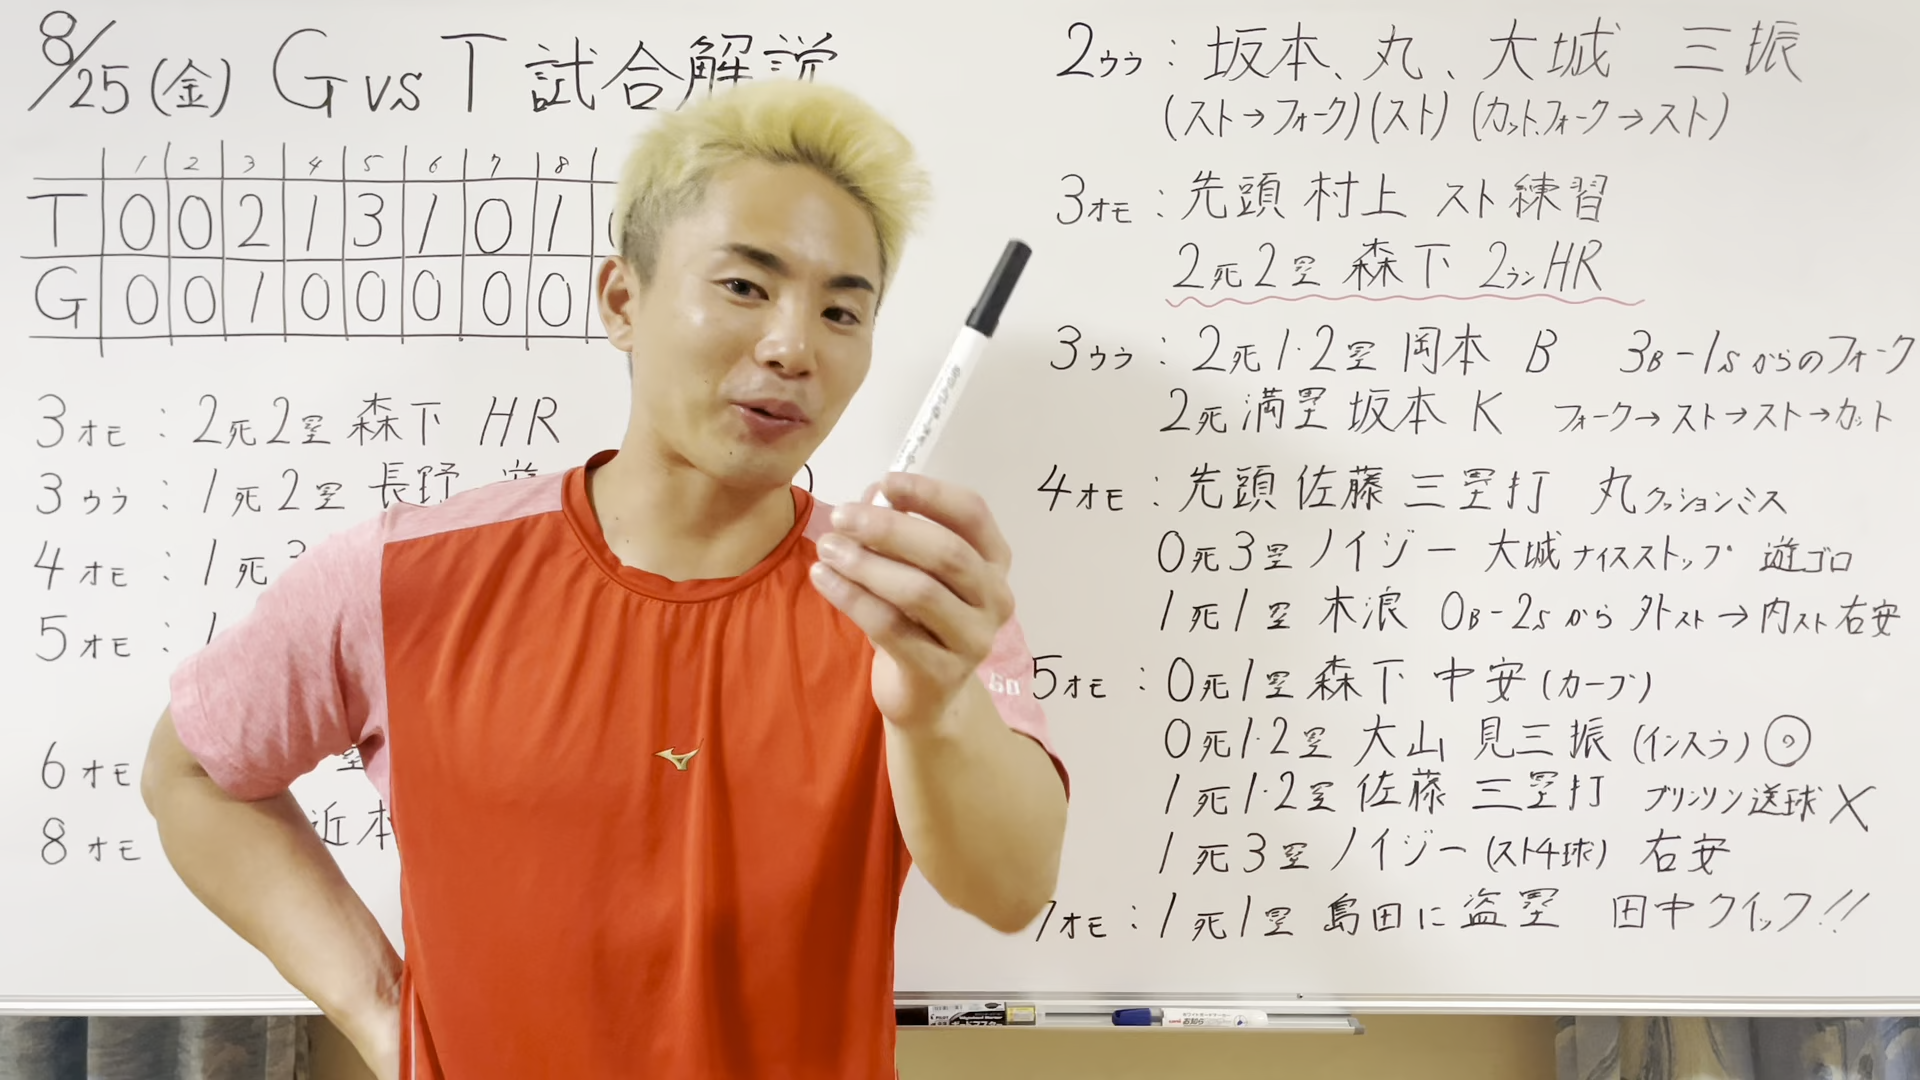 8/25(金) G vs T 試合解説
1 2 3 4 5 6 7 8
T 0 0 2 1 3 1 0 1
G 0 0 1 0 0 0 0 0
3オモ：2死2塁 森下 HR
3ウラ：1死2塁 長野
4オモ：1死3
5オモ：1
6オモ 塁
8オモ 近本
2ウラ：坂本、丸、大城 三振
(スト→フォーク)(スト)(カット、フォーク→スト)
3オモ：先頭 村上 スト練習
2死2塁 森下 2ランHR
3ウラ：2死1・2塁 岡本 B 3B-1Sからのフォーク
2死満塁 坂本 K フォーク→スト→スト→カット
4オモ：先頭 佐藤 三塁打 丸クッションミス
0死3塁 ノイジー 大城ナイスストップ 遊ゴロ
1死1塁 木浪 0B-2Sから 外スト→内スト右安
5オモ：0死1塁 森下 中安(カーブ)
0死1・2塁 大山 見三振(インスラ)◎
1死1・2塁 佐藤 三塁打 ブリンソン送球X
1死3塁 ノイジー(スト4球) 右安
7オモ：1死1塁 島田に盗塁 田中クイック!!
GO